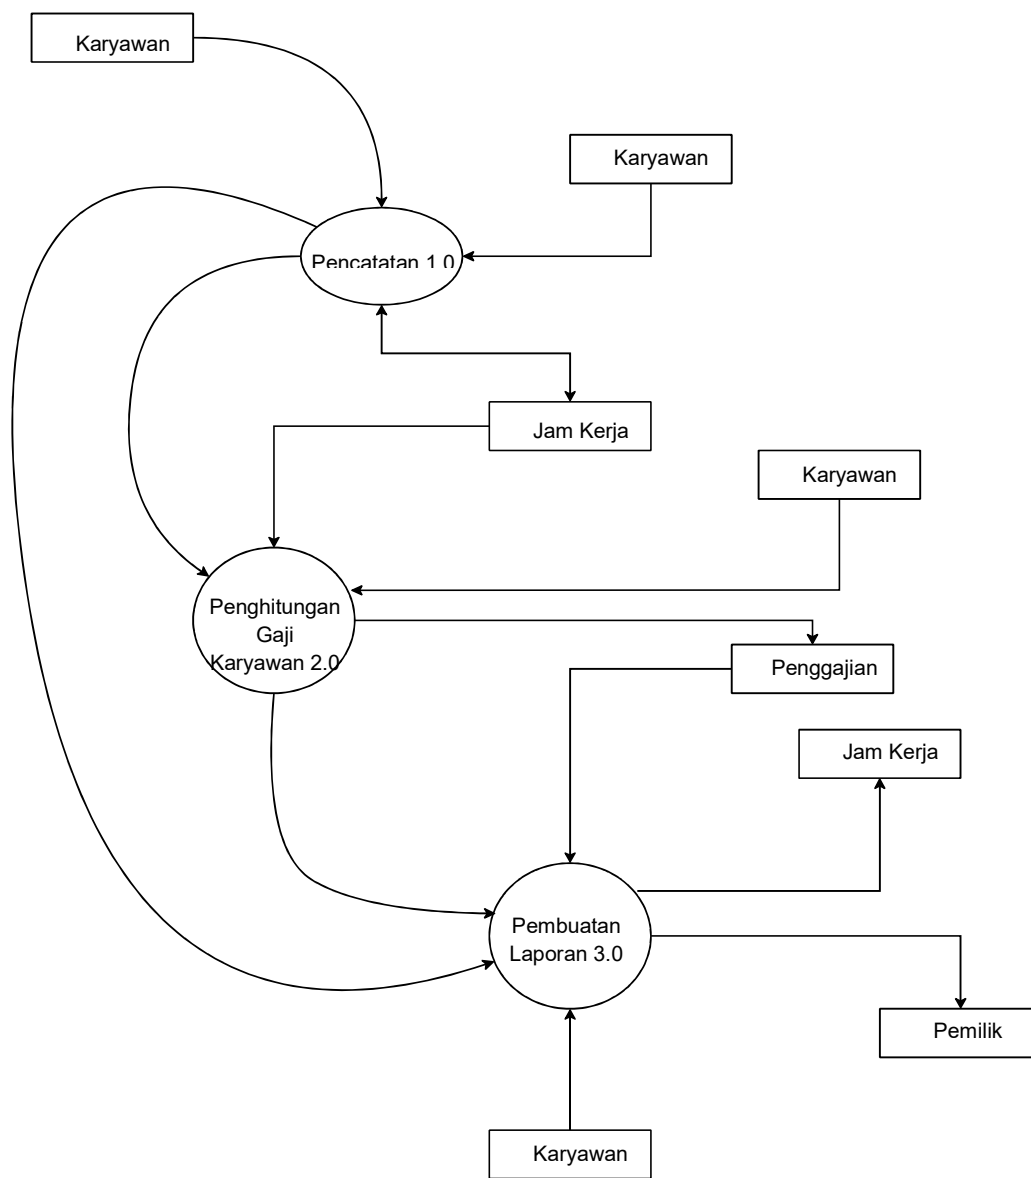 Karyawan
Karyawan
Pencatatan 1.0
Jam Kerja
Karyawan
Penghitungan
Gaji
Karyawan 2.0
Penggajian
Jam Kerja
Pembuatan
Laporan 3.0
Pemilik
Karyawan